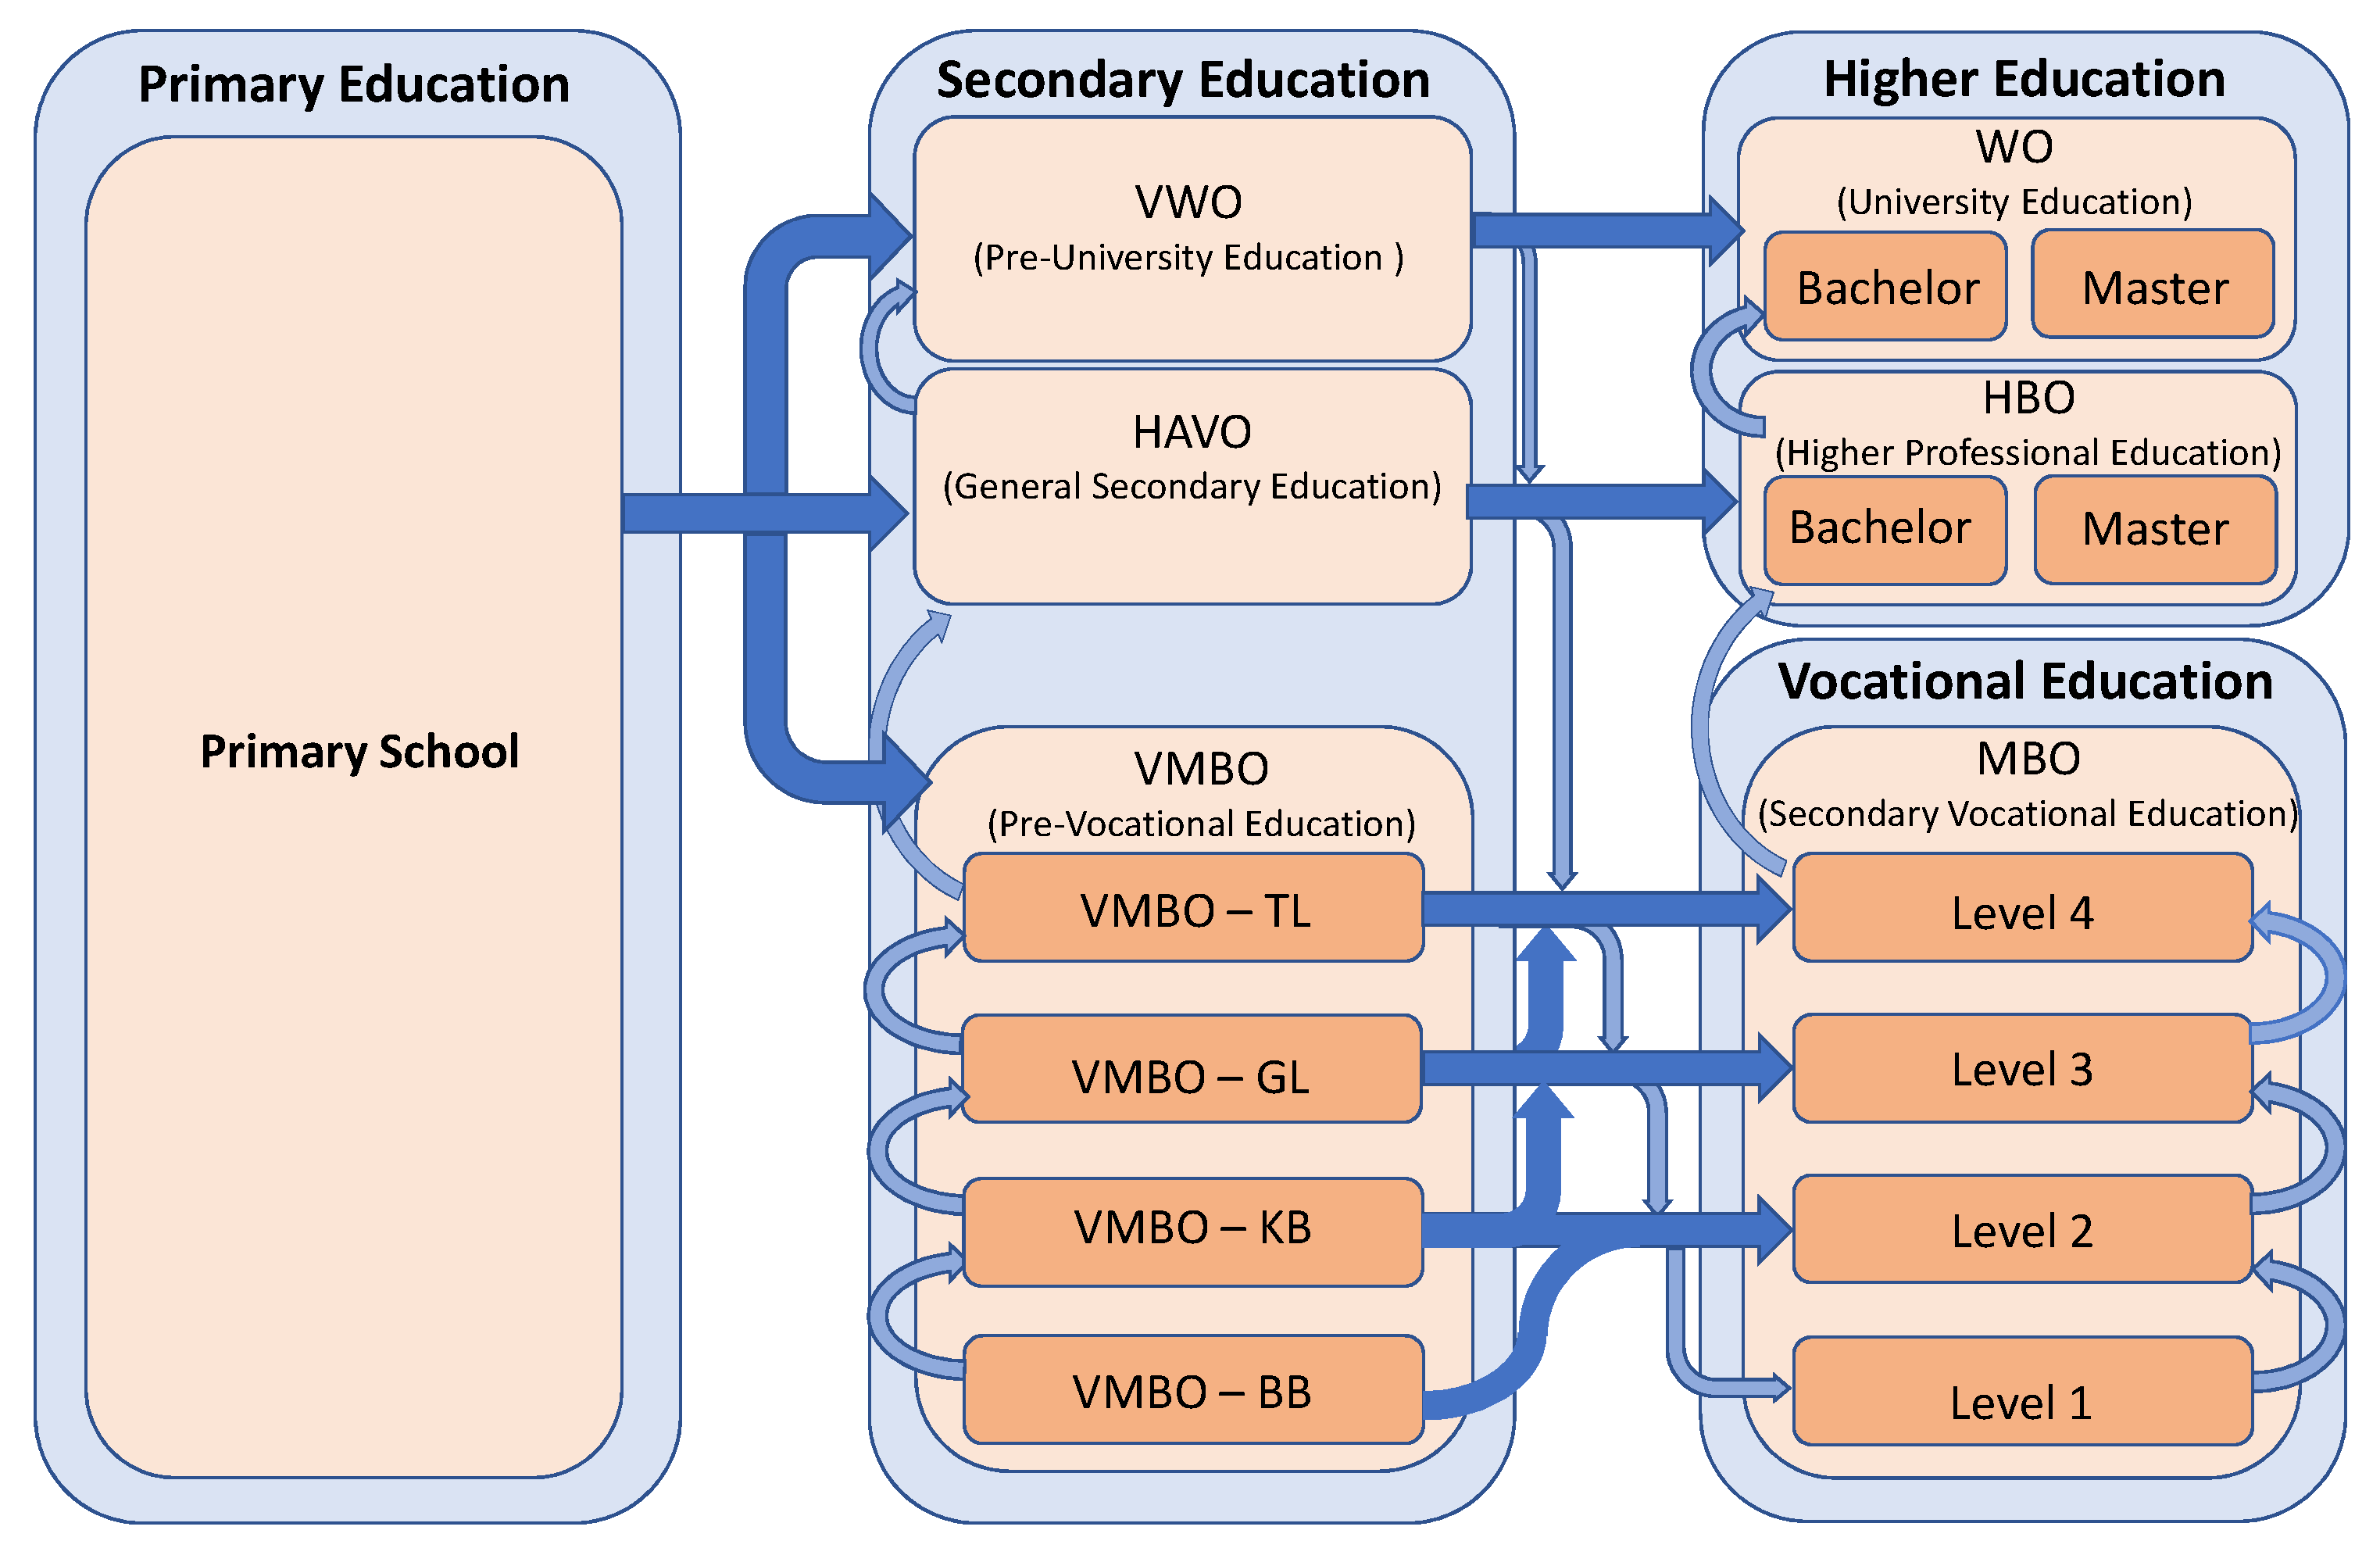 Primary Education
Primary School
Secondary Education
VWO
(Pre-University Education )
HAVO
(General Secondary Education)
VMBO
(Pre-Vocational Education)
VMBO – TL
VMBO – GL
VMBO – KB
VMBO – BB
Higher Education
WO
(University Education)
Bachelor
Master
HBO
(Higher Professional Education)
Bachelor
Master
Vocational Education
MBO
(Secondary Vocational Education)
Level 4
Level 3
Level 2
Level 1